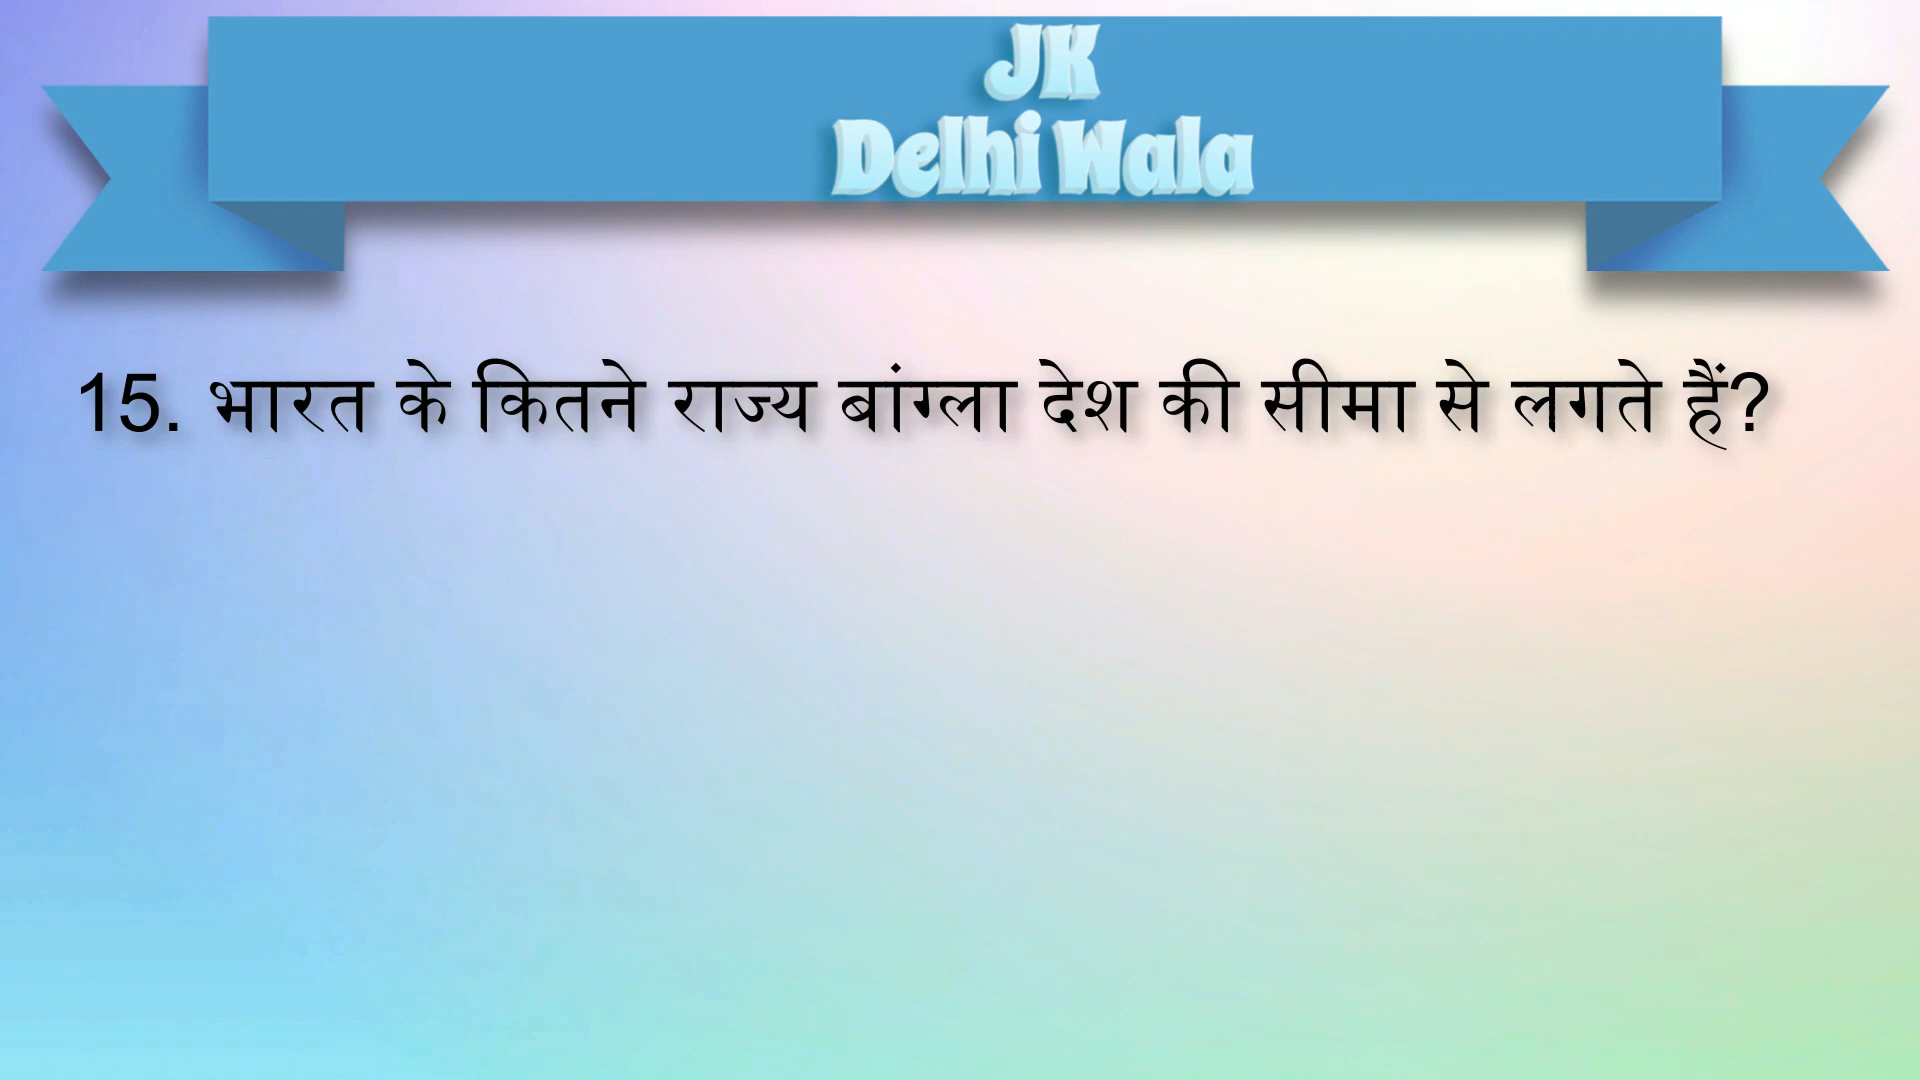 JK
Delhi Wala
15. भारत के कितने राज्य बांग्ला देश की सीमा से लगते हैं?